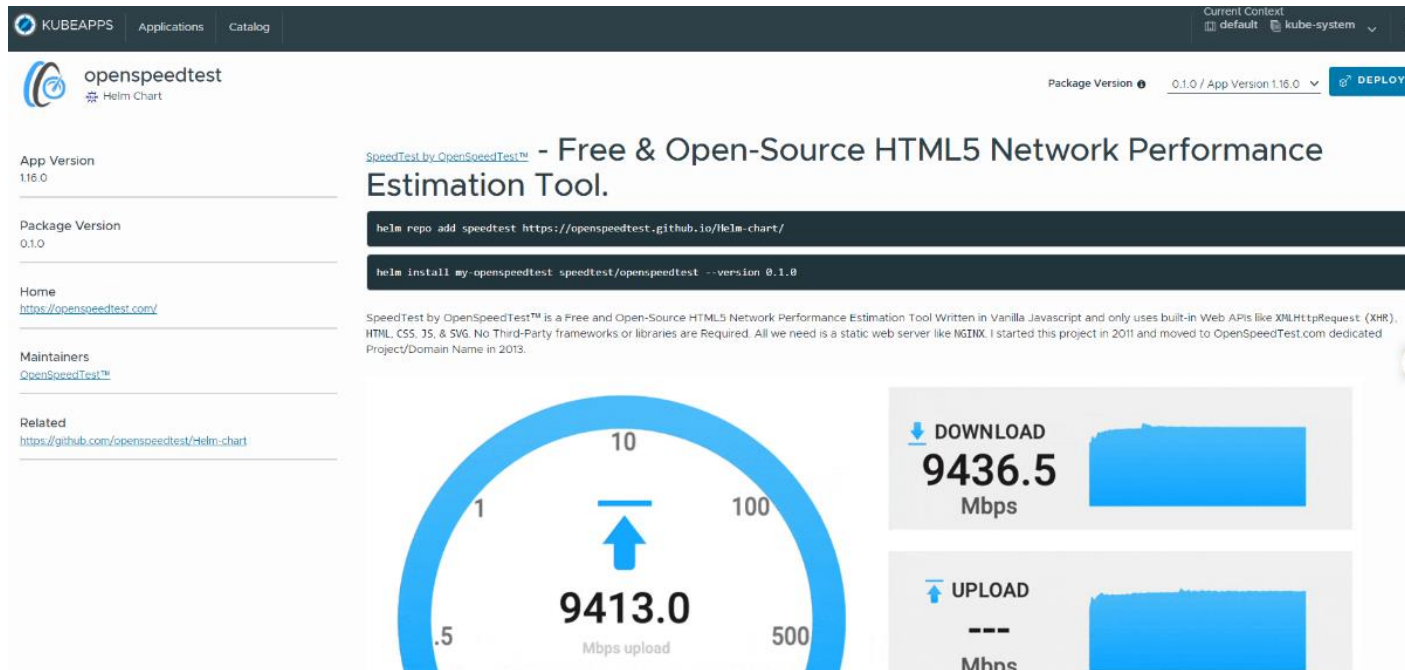 KUBEAPPS Applications Catalog
Current Context
default kube-system
openspeedtest
Helm Chart
Package Version 0.1.0 / App Version 1.16.0 DEPLOY
App Version
1.16.0
Package Version
0.1.0
Home
https://openspeedtest.com/
Maintainers
OpenSpeedTest™
Related
https://github.com/openspeedtest/Helm-chart
SpeedTest by OpenSpeedTest™ - Free & Open-Source HTML5 Network Performance
Estimation Tool.
helm repo add speedtest https://openspeedtest.github.io/Helm-chart/
helm install my-openspeedtest speedtest/openspeedtest --version 0.1.0
SpeedTest by OpenSpeedTest™ is a Free and Open-Source HTML5 Network Performance Estimation Tool Written in Vanilla Javascript and only uses built-in Web APIs like XMLHttpRequest (XHR),
HTML, CSS, JS, & SVG. No Third-Party frameworks or libraries are Required. All we need is a static web server like NGINX. I started this project in 2011 and moved to OpenSpeedTest.com dedicated
Project/Domain Name in 2013.
10
1
100
.5
500
9413.0
Mbps upload
DOWNLOAD
9436.5
Mbps
UPLOAD
---
Mbps